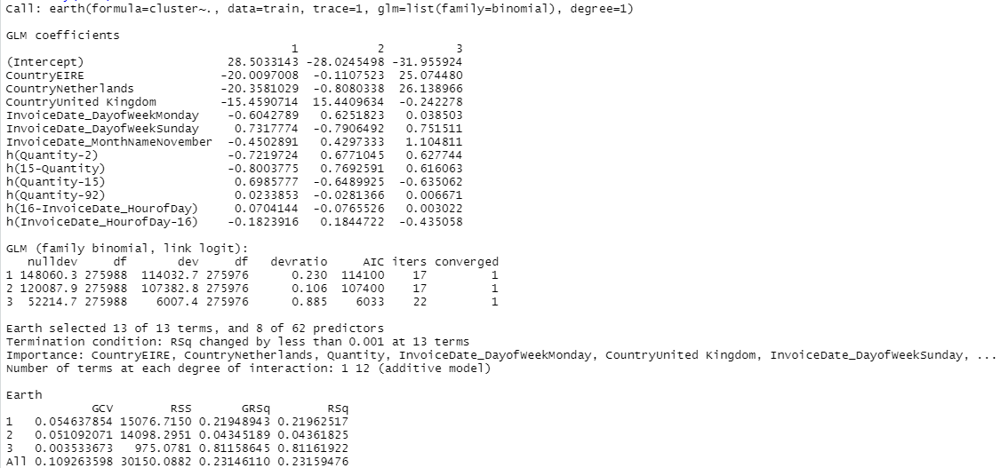 Call: earth(formula=cluster~., data=train, trace=1, glm=list(family=binomial), degree=1)

GLM coefficients
                                    1           2          3
(Intercept)                28.5033143 -28.0245498 -31.955924
CountryEIRE               -20.0097008  -0.1107523  25.074480
CountryNetherlands        -20.3581029  -0.8080338  26.138966
CountryUnited Kingdom     -15.4590714  15.4409634  -0.242278
InvoiceDate_DayofWeekMonday -0.6042789   0.6251823   0.038503
InvoiceDate_DayofWeekSunday  0.7317774  -0.7906492   0.751511
InvoiceDate_MonthNameNovember -0.4502891   0.4297333   1.104811
h(Quantity-2)              -0.7219724   0.6771045   0.627744
h(15-Quantity)             -0.8003775   0.7692591   0.616063
h(Quantity-15)              0.6985777  -0.6489925  -0.635062
h(Quantity-92)              0.0233853  -0.0281366   0.006671
h(16-InvoiceDate_HourofDay)  0.0704144  -0.0765526   0.003022
h(InvoiceDate_HourofDay-16) -0.1823916   0.1844722  -0.435058

GLM (family binomial, link logit):
   nulldev     df      dev     df   devratio     AIC iters converged
1 148060.3 275988 114032.7 275976      0.230  114100    17         1
2 120087.9 275988 107382.8 275976      0.106  107400    17         1
3  52214.7 275988   6007.4 275976      0.885    6033    22         1

Earth selected 13 of 13 terms, and 8 of 62 predictors
Termination condition: RSq changed by less than 0.001 at 13 terms
Importance: CountryEIRE, CountryNetherlands, Quantity, InvoiceDate_DayofWeekMonday, CountryUnited Kingdom, InvoiceDate_DayofWeekSunday, ...
Number of terms at each degree of interaction: 1 12 (additive model)

Earth
            GCV        RSS       GRSq        RSq
1   0.054637854 15076.7150 0.21948943 0.21962517
2   0.051092071 14098.2951 0.04345189 0.04361825
3   0.003533673   975.0781 0.81158645 0.81161922
All 0.109263598 30150.0882 0.23146110 0.23159476